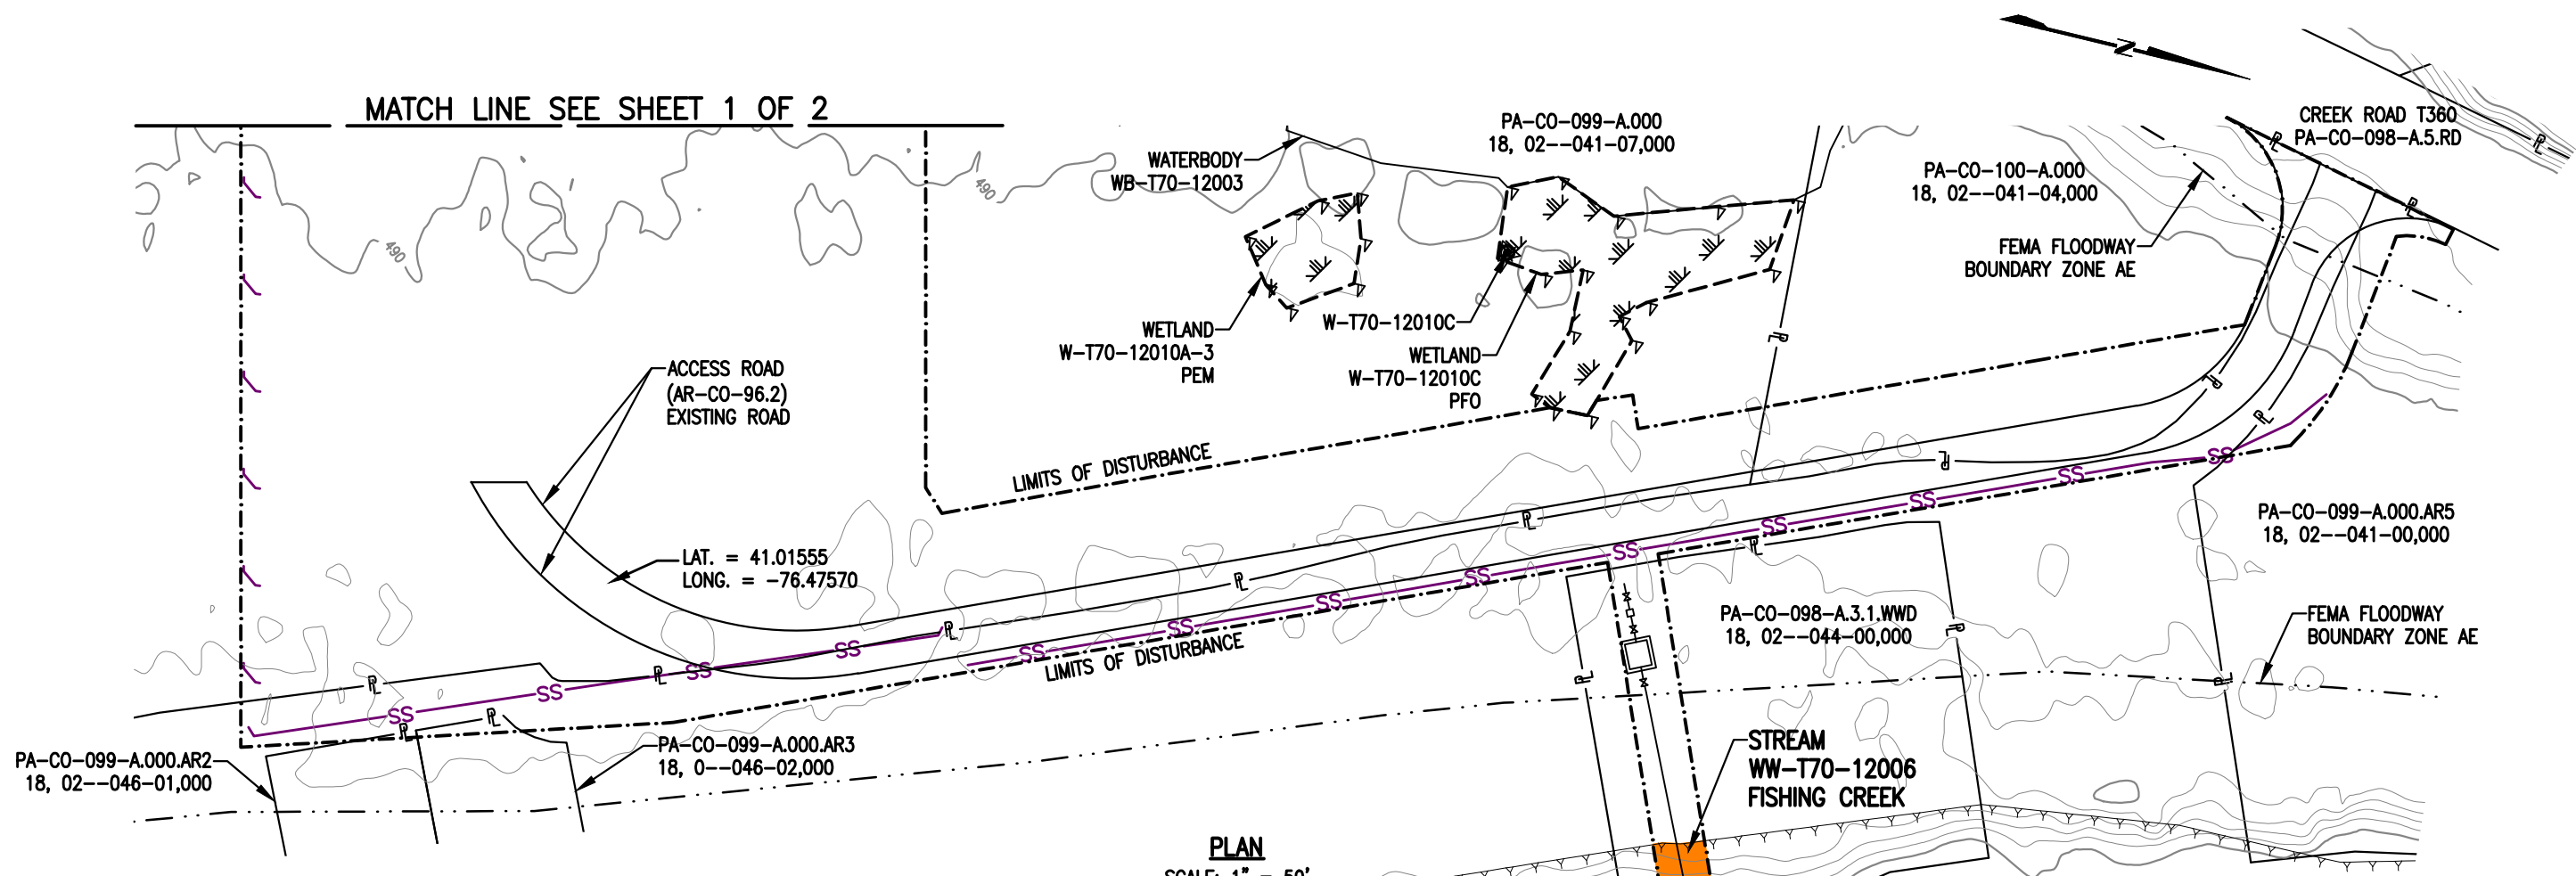 MATCH LINE SEE SHEET 1 OF 2
N
CREEK ROAD T360
PA-CO-098-A.5.RD
PA-CO-099-A.000
18, 02--041-07,000
WATERBODY
WB-T70-12003
PA-CO-100-A.000
18, 02--041-04,000
490
490
FEMA FLOODWAY
BOUNDARY ZONE AE
WETLAND
W-T70-12010A-3
PEM
W-T70-12010C
WETLAND
W-T70-12010C
PFO
ACCESS ROAD
(AR-CO-96.2)
EXISTING ROAD
LIMITS OF DISTURBANCE
LAT. = 41.01555
LONG. = -76.47570
PA-CO-099-A.000.AR5
18, 02--041-00,000
PA-CO-098-A.3.1.WWD
18, 02--044-00,000
FEMA FLOODWAY
BOUNDARY ZONE AE
LIMITS OF DISTURBANCE
SS SS SS SS SS SS SS SS SS SS SS SS SS
PA-CO-099-A.000.AR2
18, 02--046-01,000
PA-CO-099-A.000.AR3
18, 0--046-02,000
STREAM
WW-T70-12006
FISHING CREEK
PLAN
SCALE: 1" = 50'